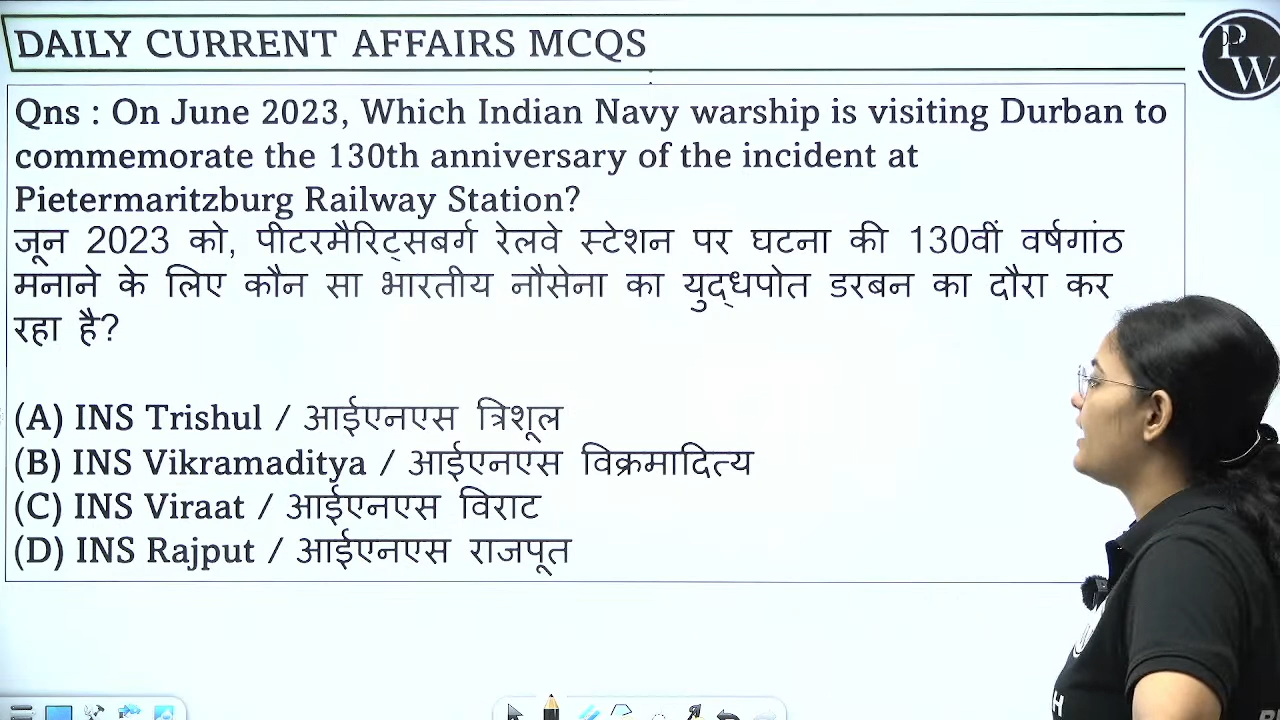 DAILY CURRENT AFFAIRS MCQS
PW
Qns : On June 2023, Which Indian Navy warship is visiting Durban to
commemorate the 130th anniversary of the incident at
Pietermaritzburg Railway Station?
जून 2023 को, पीटरमैरिट्सबर्ग रेलवे स्टेशन पर घटना की 130वीं वर्षगांठ
मनाने के लिए कौन सा भारतीय नौसेना का युद्धपोत डरबन का दौरा कर
रहा है?
(A) INS Trishul / आईएनएस त्रिशूल
(B) INS Vikramaditya / आईएनएस विक्रमादित्य
(C) INS Viraat / आईएनएस विराट
(D) INS Rajput / आईएनएस राजपूत